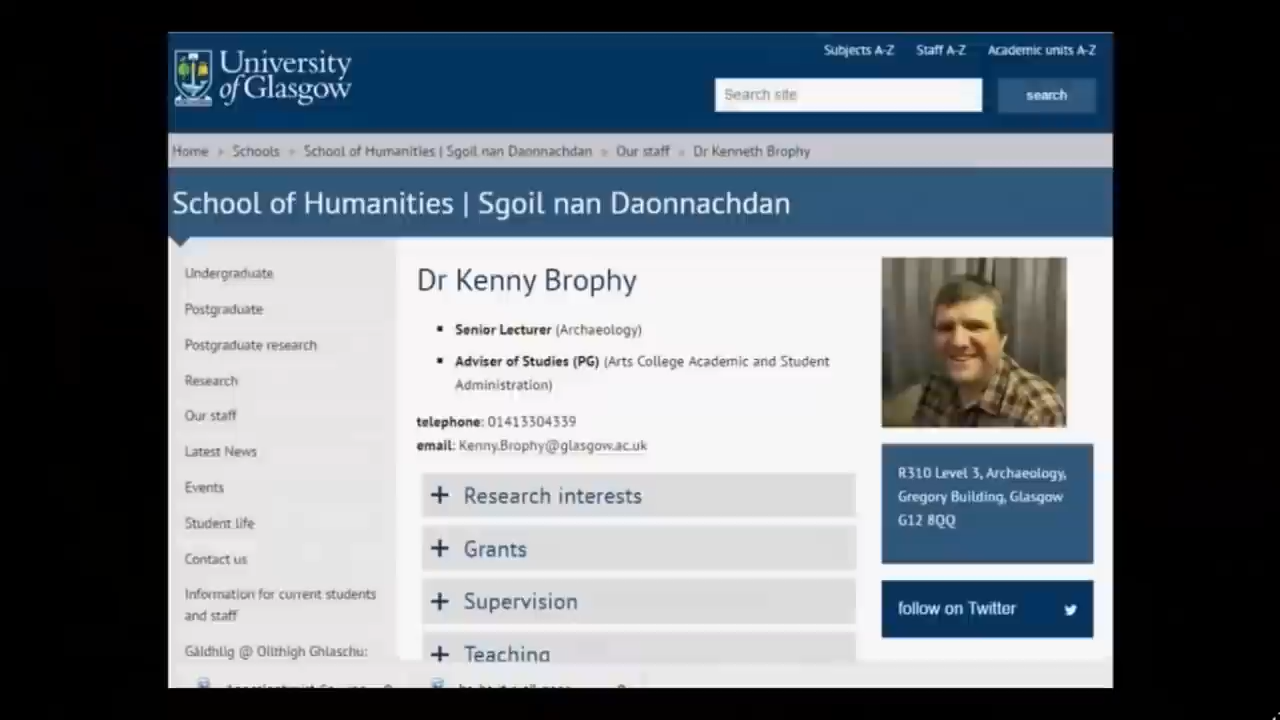 University
of Glasgow
Subjects A-Z Staff A-Z Academic units A-Z
Search site search
Home Schools School of Humanities | Sgoil nan Daonnachdan Our staff Dr Kenneth Brophy
School of Humanities | Sgoil nan Daonnachdan
Undergraduate
Postgraduate
Postgraduate research
Research
Our staff
Latest News
Events
Student life
Contact us
Information for current students
and staff
Gàidhlig @ Oilthigh Ghlaschu:
Dr Kenny Brophy
Senior Lecturer (Archaeology)
Adviser of Studies (PG) (Arts College Academic and Student
Administration)
telephone: 01413304339
email: Kenny.Brophy@glasgow.ac.uk
+ Research interests
+ Grants
+ Supervision
+ Teaching
R310 Level 3, Archaeology,
Gregory Building, Glasgow
G12 8QQ
follow on Twitter